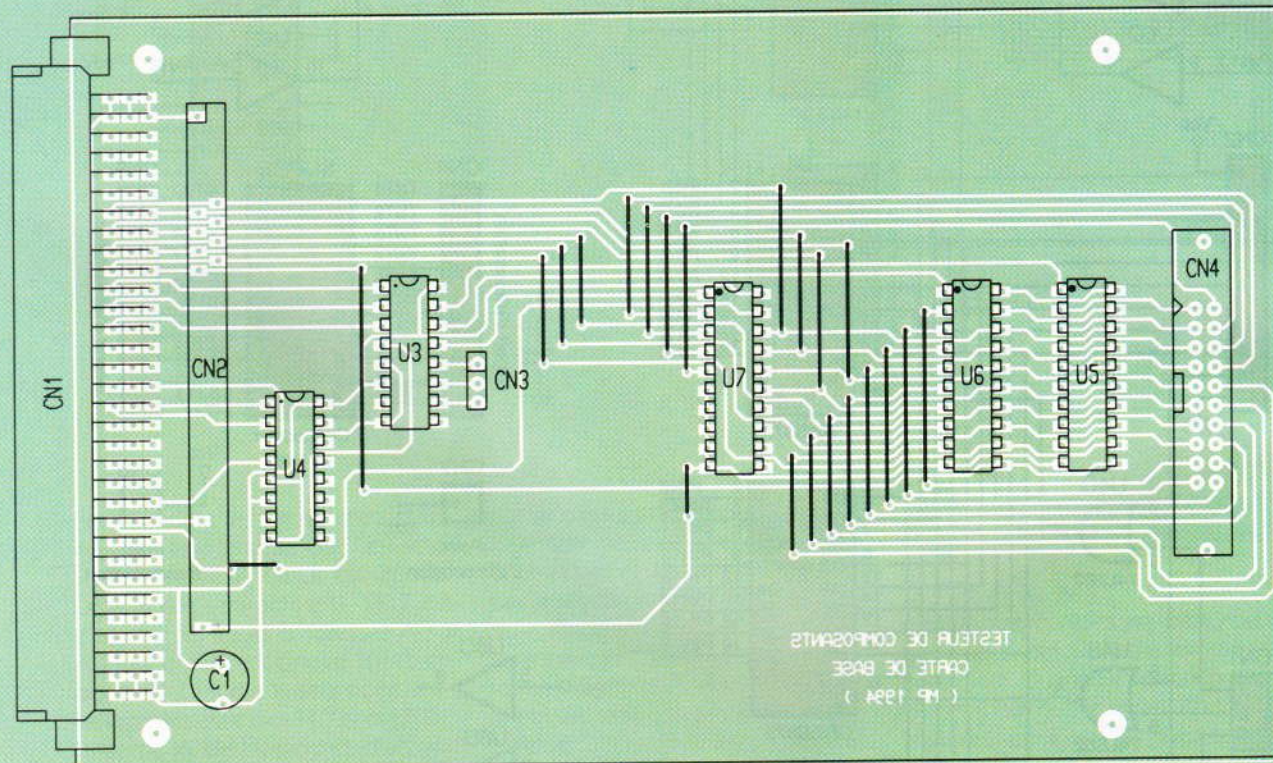 CN1
CN2
U3
CN3
U4
U7
U6
U5
CN4
+
C1
TESTEUR DE COMPOSANTS
CARTE DE BASE
( MP 1994 )